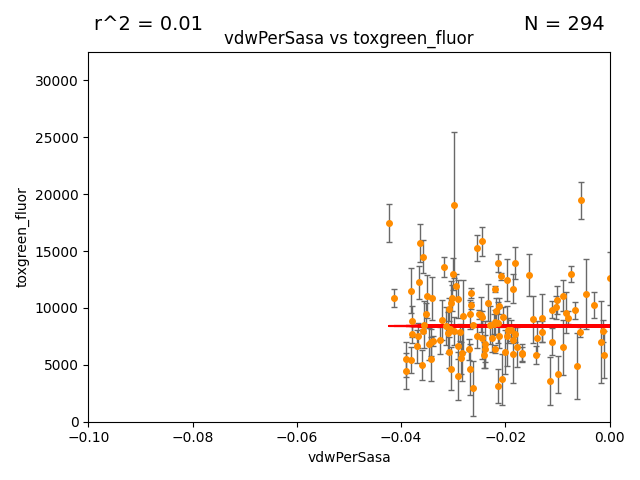 r^2 = 0.01
N = 294
vdwPerSasa vs toxgreen_fluor
30000
25000
20000
15000
10000
5000
0
toxgreen_fluor
−0.10
−0.08
−0.06
−0.04
−0.02
0.00
vdwPerSasa